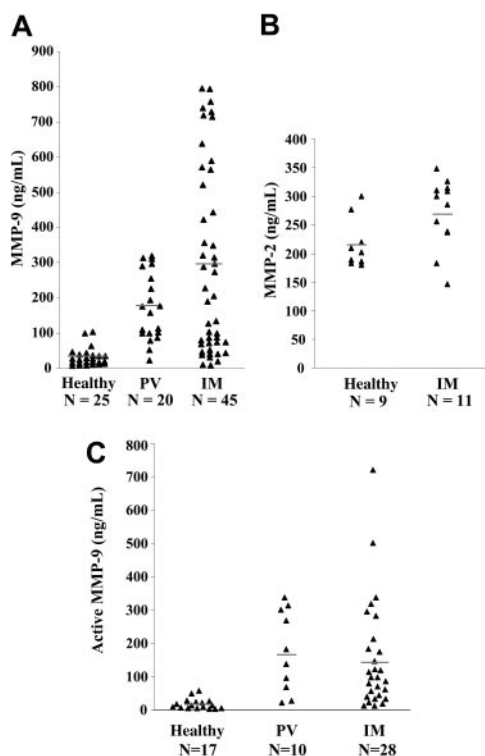 A
MMP-9 (ng/mL)
900
800
700
600
500
400
300
200
100
0
Healthy PV IM
N = 25 N = 20 N = 45
B
MMP-2 (ng/mL)
400
350
300
250
200
150
100
50
0
Healthy IM
N = 9 N = 11
C
Active MMP-9 (ng/mL)
800
700
600
500
400
300
200
100
0
Healthy PV IM
N=17 N=10 N=28